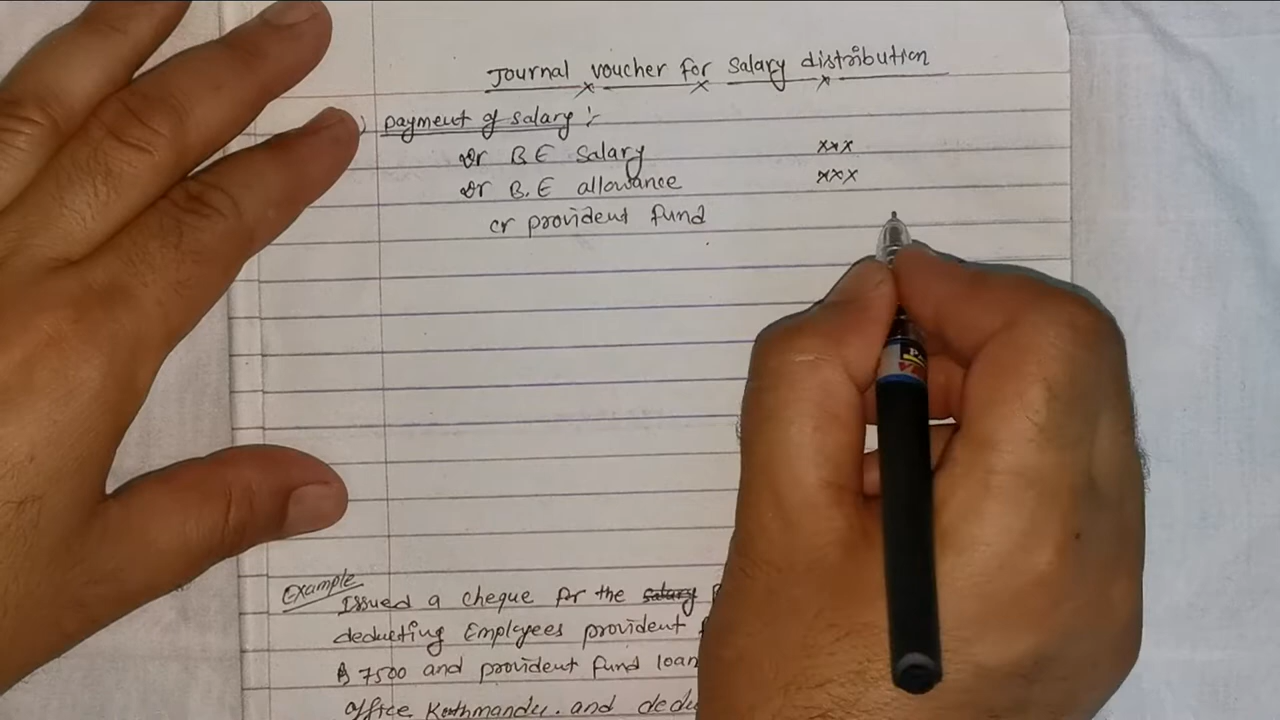 Journal voucher for salary distribution
) payment of salary :-
Dr B E salary xxx
Dr B.E allowance xxx
cr provident fund
Example
Issued a cheque for the salary
deducting Employees provident
7500 and provident fund loan
office Kathmandu. and dedu